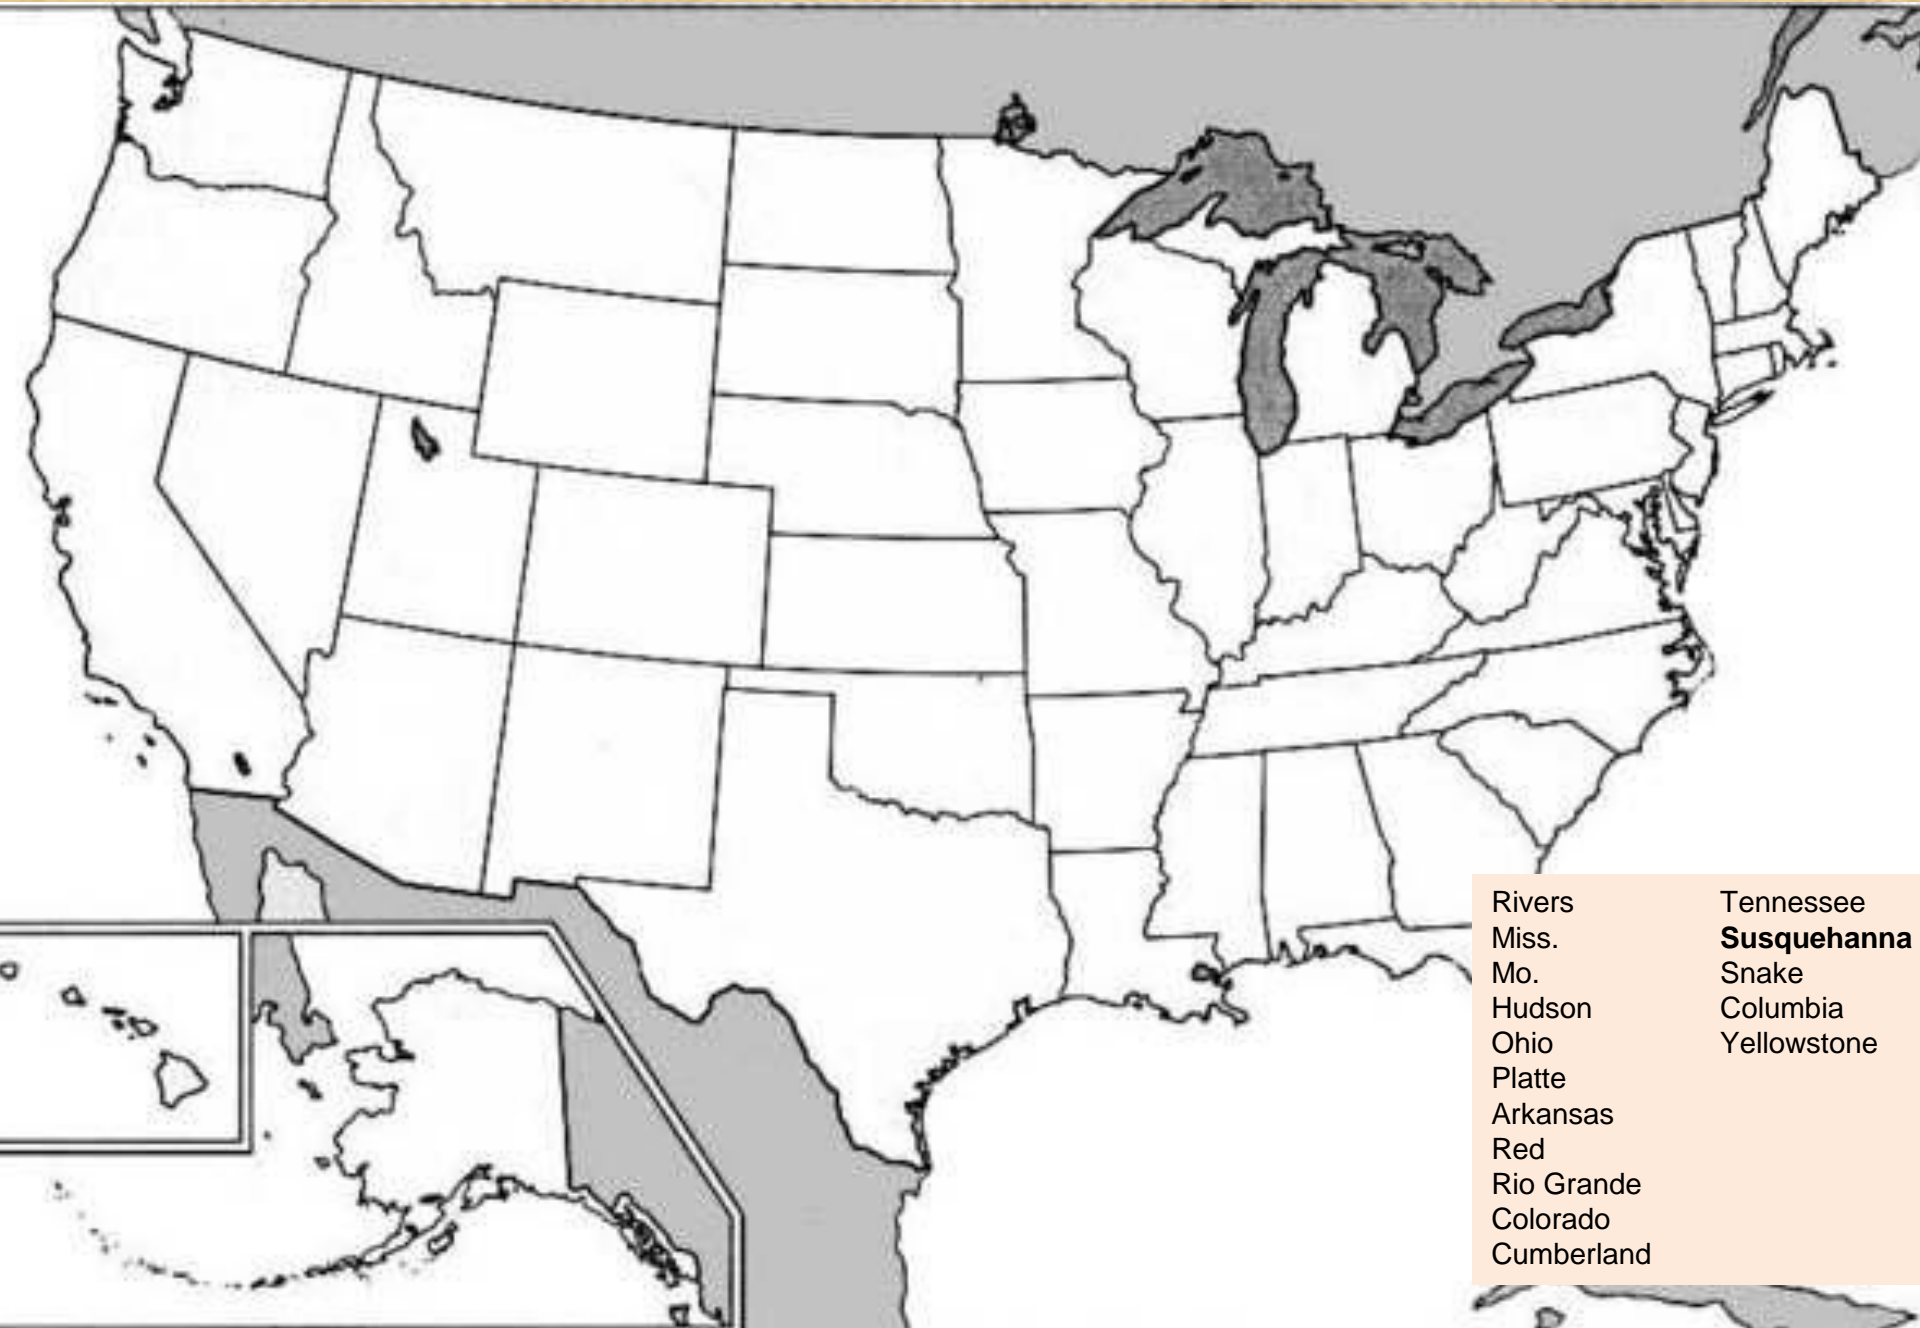 Rivers
Miss.
Mo.
Hudson
Ohio
Platte
Arkansas
Red
Rio Grande
Colorado
Cumberland
Tennessee
Susquehanna
Snake
Columbia
Yellowstone